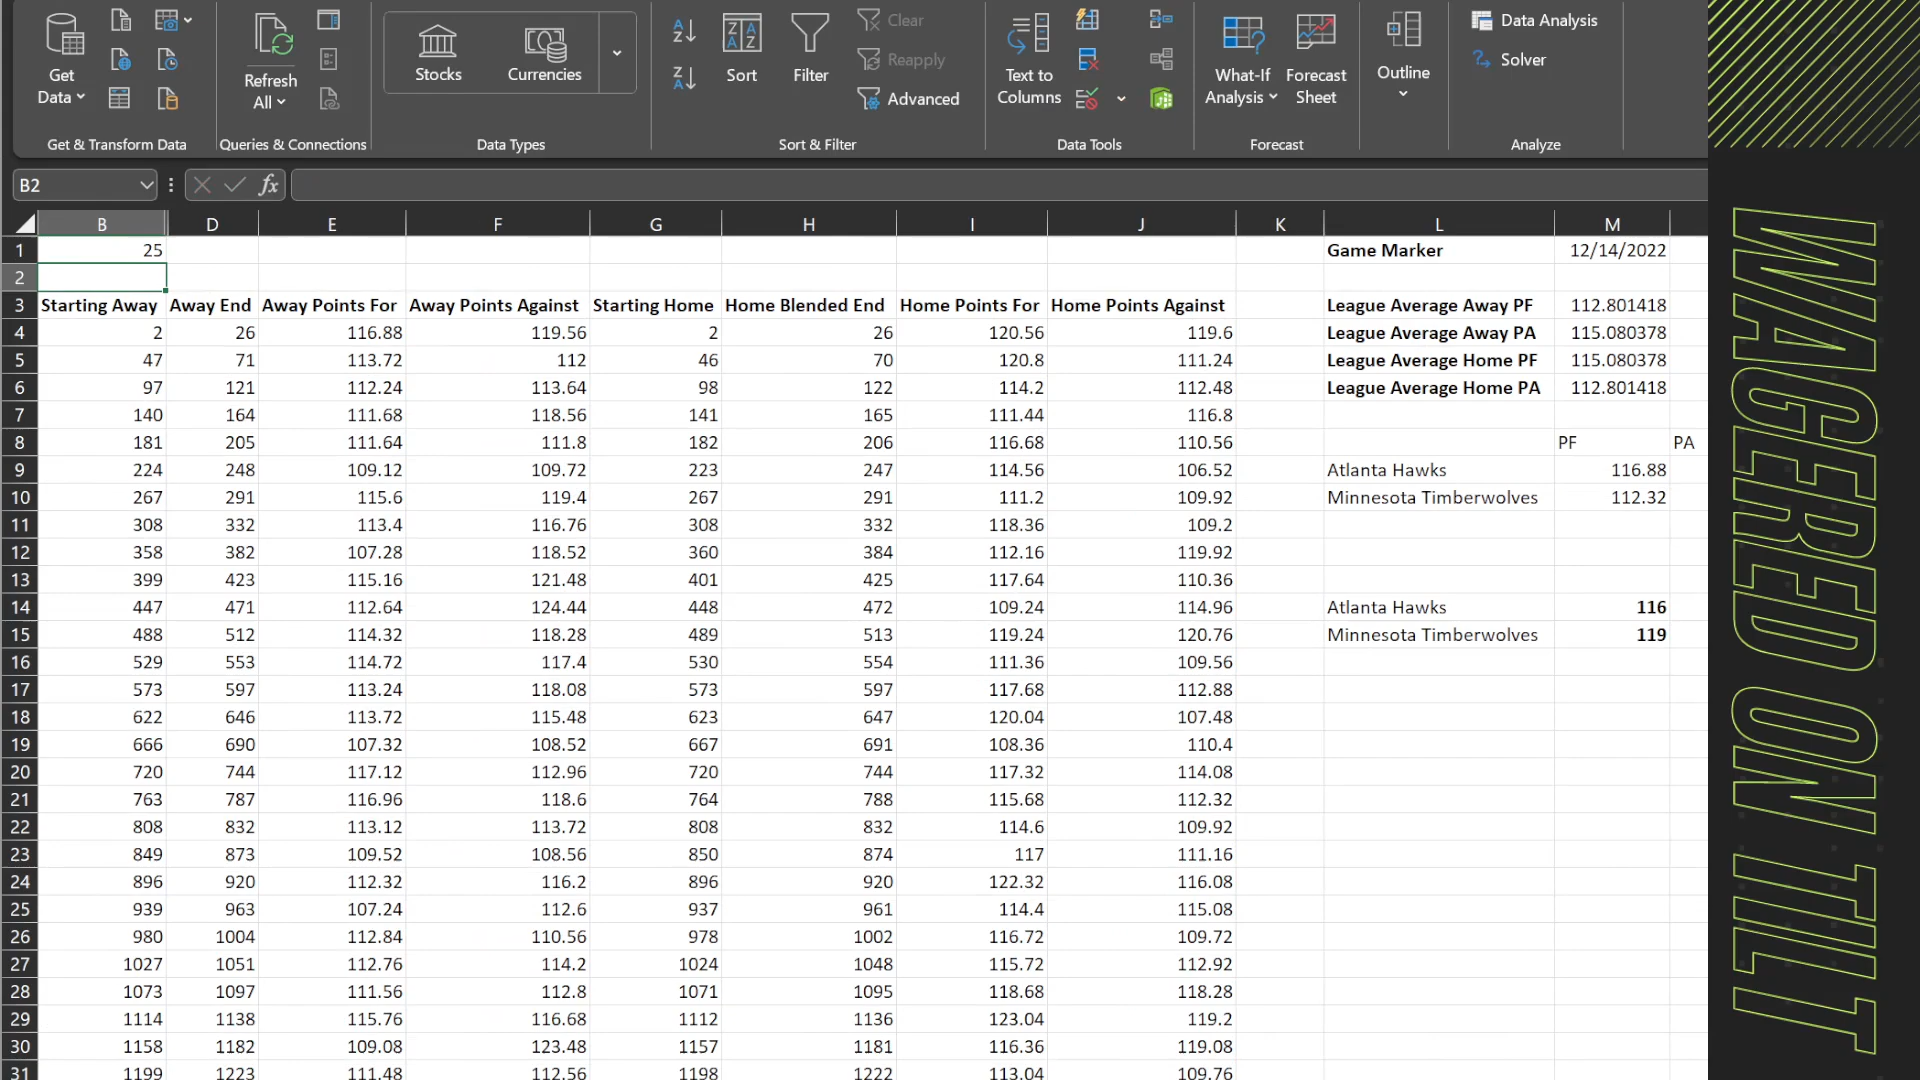 Get Data
Refresh All
Stocks
Currencies
A Z
Z A
Z A A Z
Sort
Filter
Clear
Reapply
Advanced
Text to Columns
What-If Analysis
Forecast Sheet
Outline
Data Analysis
Solver
Get & Transform Data
Queries & Connections
Data Types
Sort & Filter
Data Tools
Forecast
Analyze
B2
fx
B D E F G H I J K L M
1 25 Game Marker 12/14/2022
2
3 Starting Away Away End Away Points For Away Points Against Starting Home Home Blended End Home Points For Home Points Against League Average Away PF 112.801418
4 2 26 116.88 119.56 2 26 120.56 119.6 League Average Away PA 115.080378
5 47 71 113.72 112 46 70 120.8 111.24 League Average Home PF 115.080378
6 97 121 112.24 113.64 98 122 114.2 112.48 League Average Home PA 112.801418
7 140 164 111.68 118.56 141 165 111.44 116.8
8 181 205 111.64 111.8 182 206 116.68 110.56 PF PA
9 224 248 109.12 109.72 223 247 114.56 106.52 Atlanta Hawks 116.88
10 267 291 115.6 119.4 267 291 111.2 109.92 Minnesota Timberwolves 112.32
11 308 332 113.4 116.76 308 332 118.36 109.2
12 358 382 107.28 118.52 360 384 112.16 119.92
13 399 423 115.16 121.48 401 425 117.64 110.36
14 447 471 112.64 124.44 448 472 109.24 114.96 Atlanta Hawks 116
15 488 512 114.32 118.28 489 513 119.24 120.76 Minnesota Timberwolves 119
16 529 553 114.72 117.4 530 554 111.36 109.56
17 573 597 113.24 118.08 573 597 117.68 112.88
18 622 646 113.72 115.48 623 647 120.04 107.48
19 666 690 107.32 108.52 667 691 108.36 110.4
20 720 744 117.12 112.96 720 744 117.32 114.08
21 763 787 116.96 118.6 764 788 115.68 112.32
22 808 832 113.12 113.72 808 832 114.6 109.92
23 849 873 109.52 108.56 850 874 117 111.16
24 896 920 112.32 116.2 896 920 122.32 116.08
25 939 963 107.24 112.6 937 961 114.4 115.08
26 980 1004 112.84 110.56 978 1002 116.72 109.72
27 1027 1051 112.76 114.2 1024 1048 115.72 112.92
28 1073 1097 111.56 112.8 1071 1095 118.68 118.28
29 1114 1138 115.76 116.68 1112 1136 123.04 119.2
30 1158 1182 109.08 123.48 1157 1181 116.36 119.08
31 1199 1223 111.48 112.56 1198 1222 113.04 109.76
WAGERED ON TILT